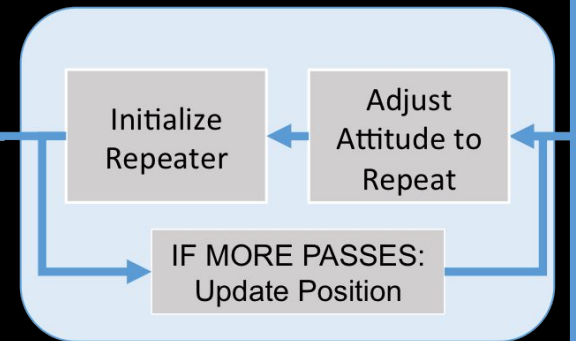 Initialize
Repeater
Adjust
Attitude to
Repeat
IF MORE PASSES:
Update Position